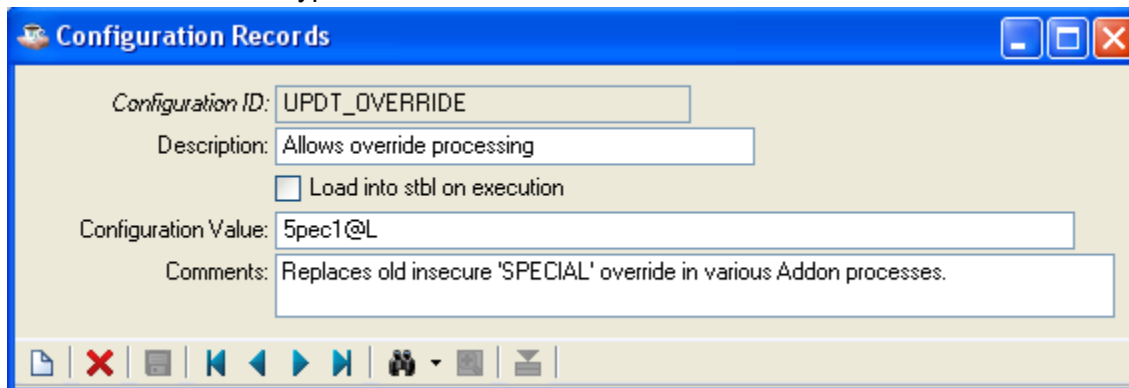 Configuration Records
Configuration ID: UPDT_OVERRIDE
Description: Allows override processing
Load into stbl on execution
Configuration Value: 5pec1@L
Comments: Replaces old insecure 'SPECIAL' override in various Addon processes.